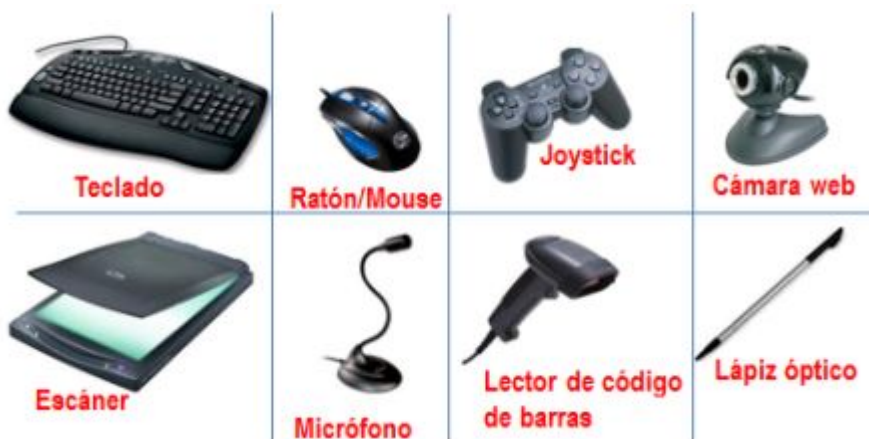 Teclado
Ratón/Mouse
Joystick
Cámara web
Escáner
Micrófono
Lector de código
de barras
Lápiz óptico